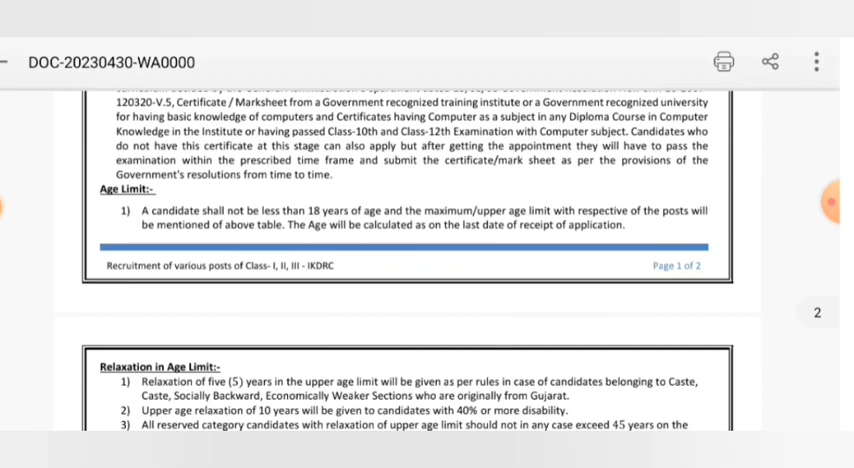 DOC-20230430-WA0000
120320-V.5, Certificate / Marksheet from a Government recognized training institute or a Government recognized university
for having basic knowledge of computers and Certificates having Computer as a subject in any Diploma Course in Computer
Knowledge in the Institute or having passed Class-10th and Class-12th Examination with Computer subject. Candidates who
do not have this certificate at this stage can also apply but after getting the appointment they will have to pass the
examination within the prescribed time frame and submit the certificate/mark sheet as per the provisions of the
Government's resolutions from time to time.
Age Limit:-
1) A candidate shall not be less than 18 years of age and the maximum/upper age limit with respective of the posts will
be mentioned of above table. The Age will be calculated as on the last date of receipt of application.
Recruitment of various posts of Class- I, II, III - IKDRC Page 1 of 2
2
Relaxation in Age Limit:-
1) Relaxation of five (5) years in the upper age limit will be given as per rules in case of candidates belonging to Caste,
Caste, Socially Backward, Economically Weaker Sections who are originally from Gujarat.
2) Upper age relaxation of 10 years will be given to candidates with 40% or more disability.
3) All reserved category candidates with relaxation of upper age limit should not in any case exceed 45 years on the